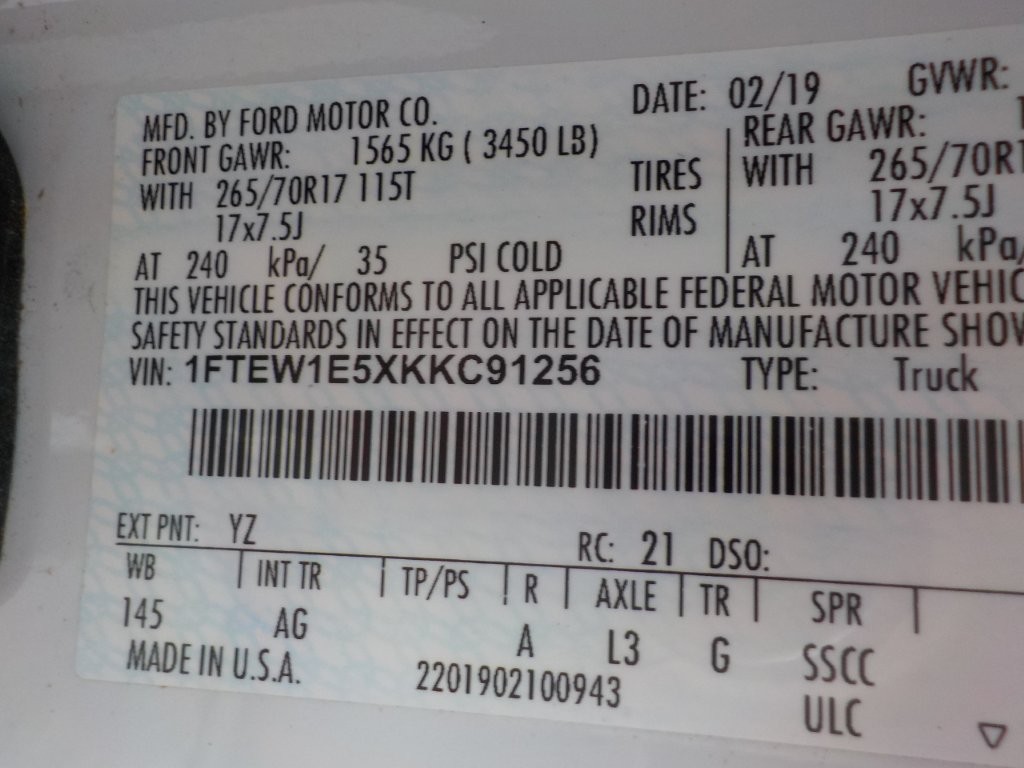 MFD. BY FORD MOTOR CO. DATE: 02/19 GVWR:
FRONT GAWR: 1565 KG ( 3450 LB) REAR GAWR:
WITH 265/70R17 115T TIRES WITH 265/70R1
17x7.5J RIMS 17x7.5J
AT 240 kPa/ 35 PSI COLD AT 240 kPa/
THIS VEHICLE CONFORMS TO ALL APPLICABLE FEDERAL MOTOR VEHIC
SAFETY STANDARDS IN EFFECT ON THE DATE OF MANUFACTURE SHOW
VIN: 1FTEW1E5XKKC91256 TYPE: Truck
EXT PNT: YZ RC: 21 DSO:
WB INT TR TP/PS R AXLE TR SPR
145 AG A L3 G SSCC
MADE IN U.S.A. 2201902100943 ULC